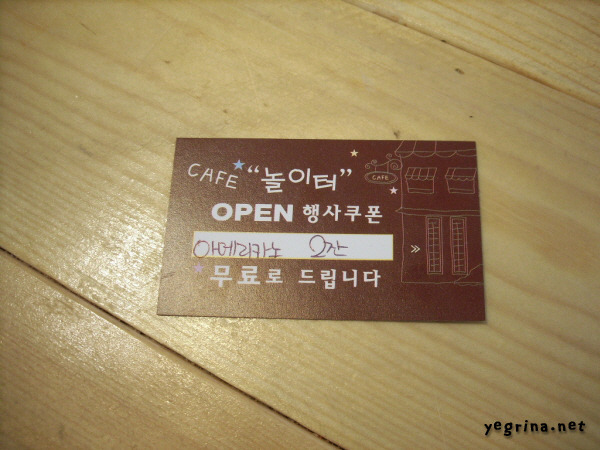 CAFE "놀이터"
CAFE
OPEN 행사쿠폰
아메리카노 2잔
»
무료로 드립니다
yegrina.net